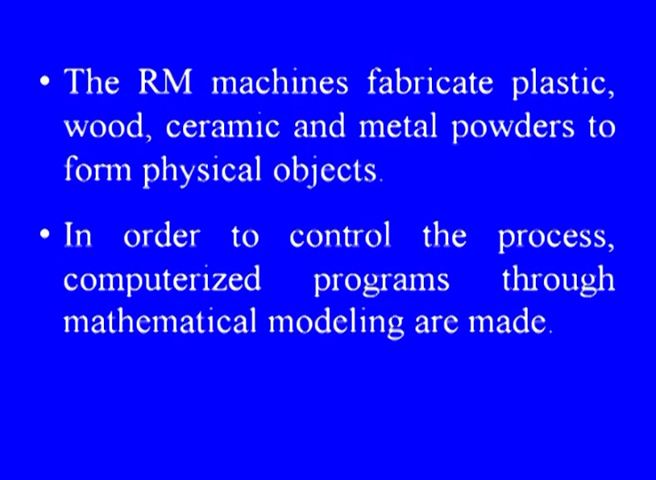 • The RM machines fabricate plastic,
wood, ceramic and metal powders to
form physical objects.
• In order to control the process,
computerized programs through
mathematical modeling are made.